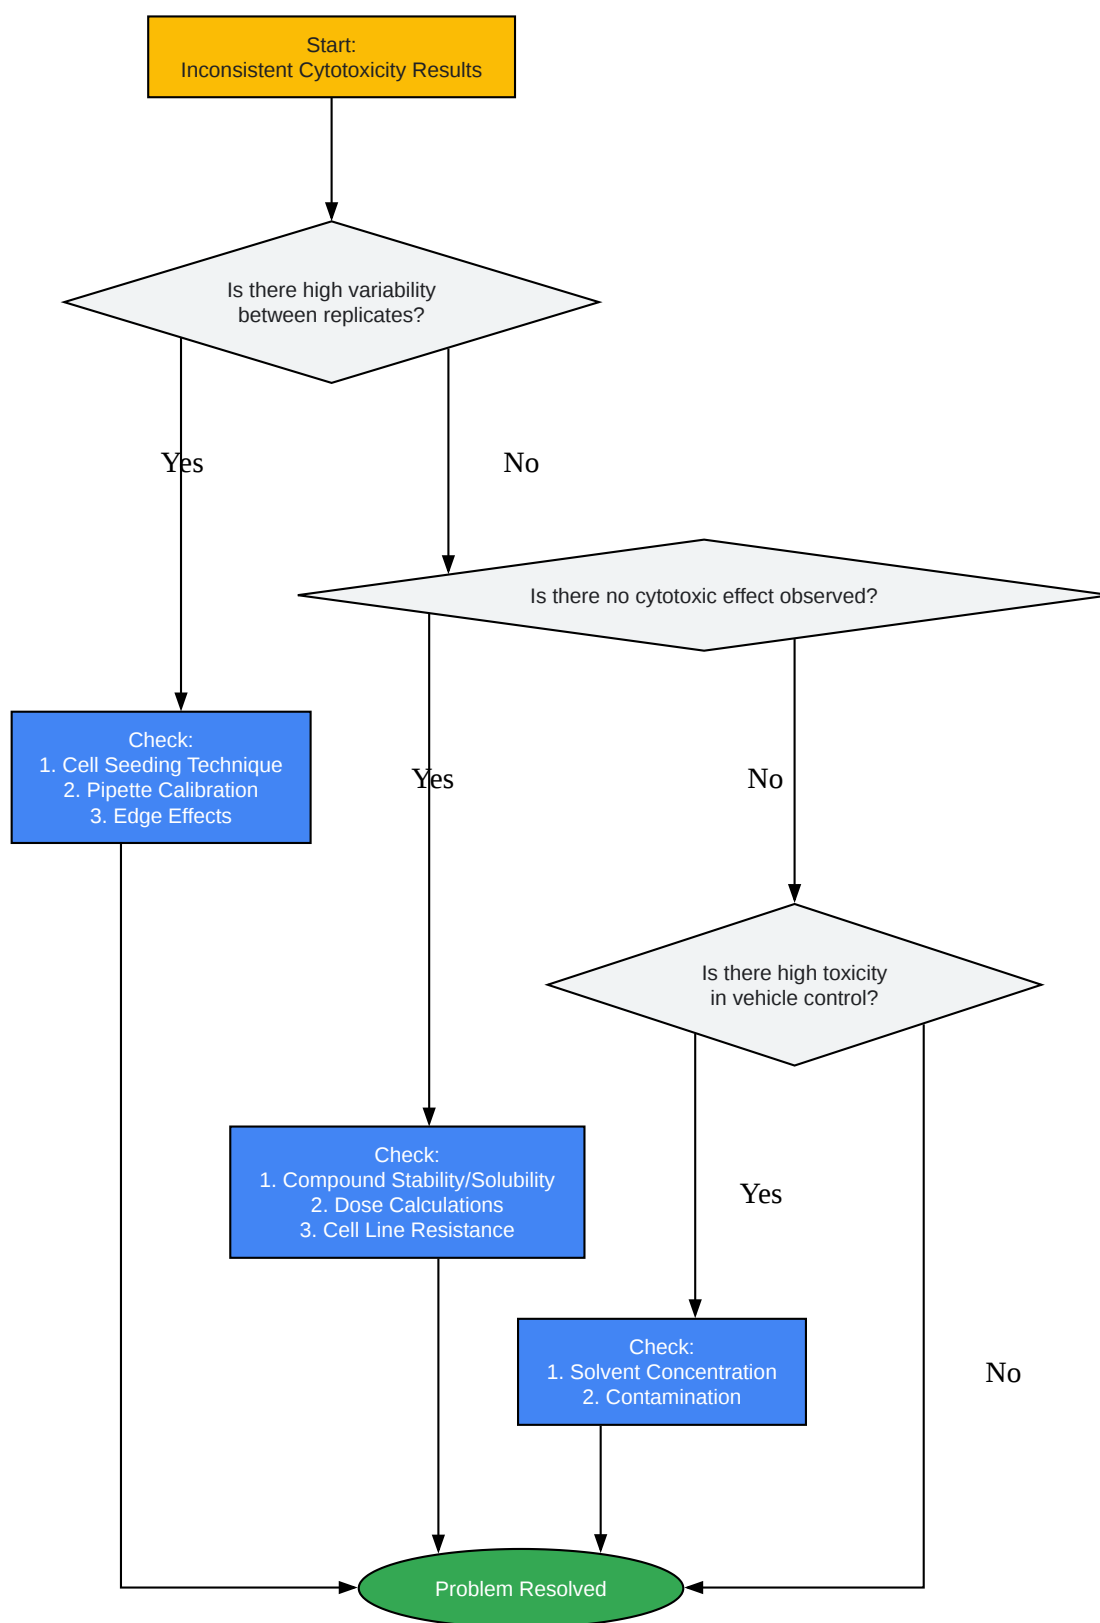 Start:
Inconsistent Cytotoxicity Results
Is there high variability
between replicates?
Yes
No
Is there no cytotoxic effect observed?
Check:
1. Cell Seeding Technique
2. Pipette Calibration
3. Edge Effects
Yes
No
Is there high toxicity
in vehicle control?
Check:
1. Compound Stability/Solubility
2. Dose Calculations
3. Cell Line Resistance
Yes
Check:
1. Solvent Concentration
2. Contamination
No
Problem Resolved